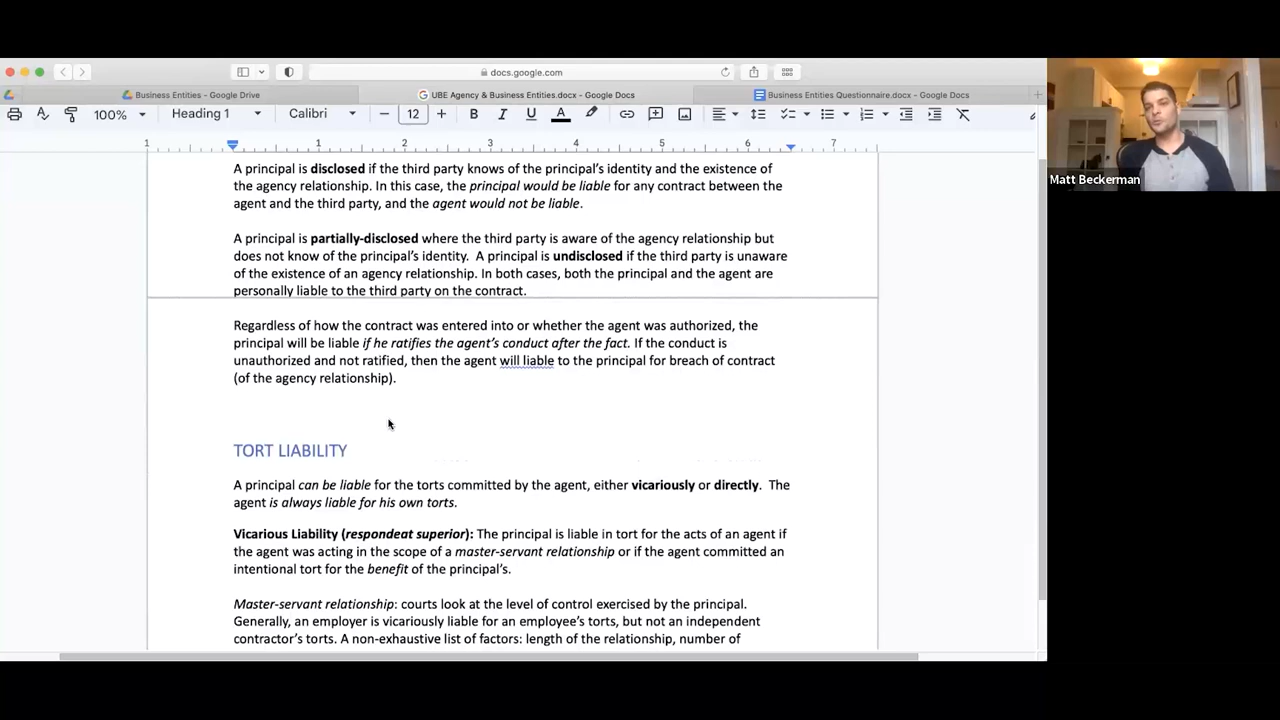 docs.google.com
Business Entities - Google Drive
UBE Agency & Business Entities.docx - Google Docs
Business Entities Questionnaire.docx - Google Docs
100%
Heading 1
Calibri
12
B I U A
1 1 2 3 4 5 6 7
A principal is disclosed if the third party knows of the principal's identity and the existence of
the agency relationship. In this case, the principal would be liable for any contract between the
agent and the third party, and the agent would not be liable.
A principal is partially-disclosed where the third party is aware of the agency relationship but
does not know of the principal's identity. A principal is undisclosed if the third party is unaware
of the existence of an agency relationship. In both cases, both the principal and the agent are
personally liable to the third party on the contract.
Regardless of how the contract was entered into or whether the agent was authorized, the
principal will be liable if he ratifies the agent's conduct after the fact. If the conduct is
unauthorized and not ratified, then the agent will liable to the principal for breach of contract
(of the agency relationship).
TORT LIABILITY
A principal can be liable for the torts committed by the agent, either vicariously or directly. The
agent is always liable for his own torts.
Vicarious Liability (respondeat superior): The principal is liable in tort for the acts of an agent if
the agent was acting in the scope of a master-servant relationship or if the agent committed an
intentional tort for the benefit of the principal's.
Master-servant relationship: courts look at the level of control exercised by the principal.
Generally, an employer is vicariously liable for an employee's torts, but not an independent
contractor's torts. A non-exhaustive list of factors: length of the relationship, number of
Matt Beckerman